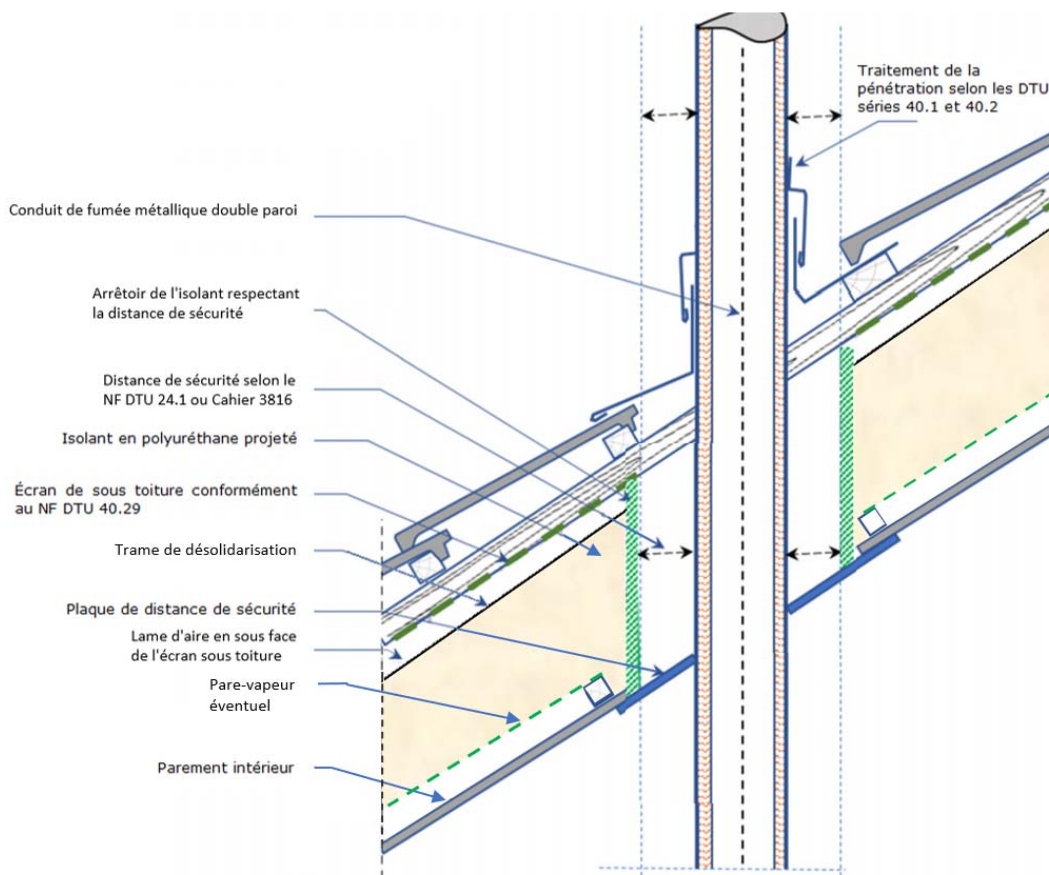 Traitement de la
pénétration selon les DTU
séries 40.1 et 40.2
Conduit de fumée métallique double paroi
Arrêtoir de l'isolant respectant
la distance de sécurité
Distance de sécurité selon le
NF DTU 24.1 ou Cahier 3816
Isolant en polyuréthane projeté
Écran de sous toiture conformément
au NF DTU 40.29
Trame de désolidarisation
Plaque de distance de sécurité
Lame d'aire en sous face
de l'écran sous toiture
Pare-vapeur
éventuel
Parement intérieur